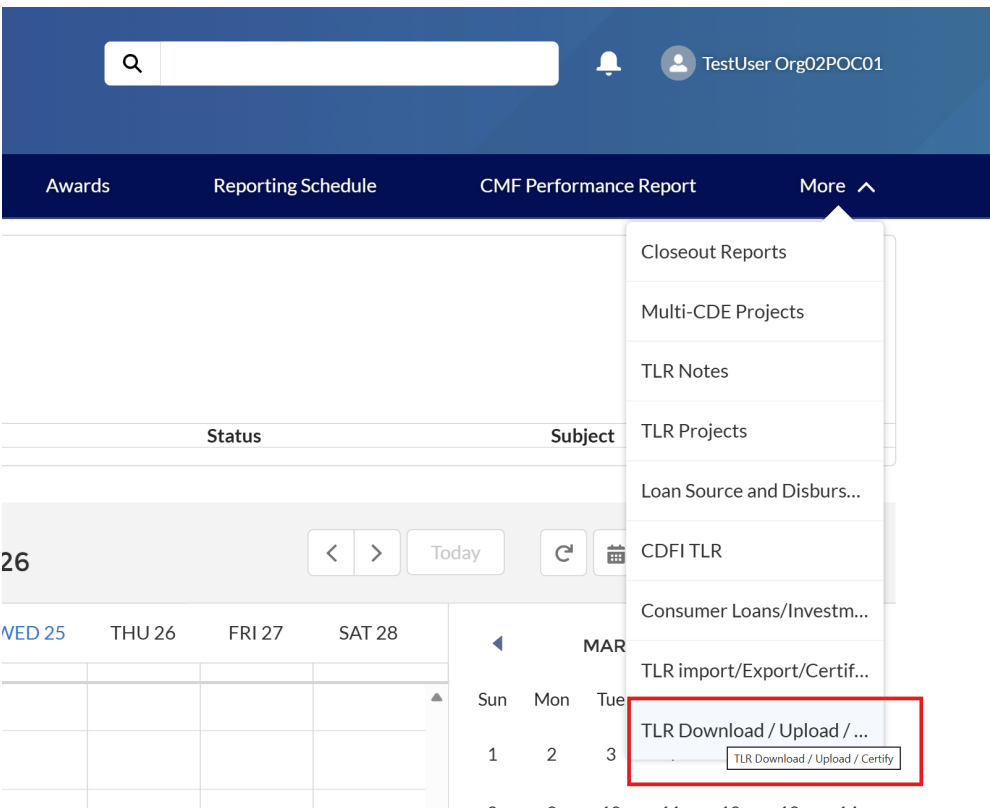 TestUser Org02POC01
Awards Reporting Schedule CMF Performance Report More
Closeout Reports
Multi-CDE Projects
TLR Notes
TLR Projects
Status Subject
Loan Source and Disburs...
26 Today CDFI TLR
Consumer Loans/Investm...
WED 25 THU 26 FRI 27 SAT 28 MAR
TLR import/Export/Certif...
Sun Mon Tue
TLR Download / Upload / ...
1 2 3
TLR Download / Upload / Certify